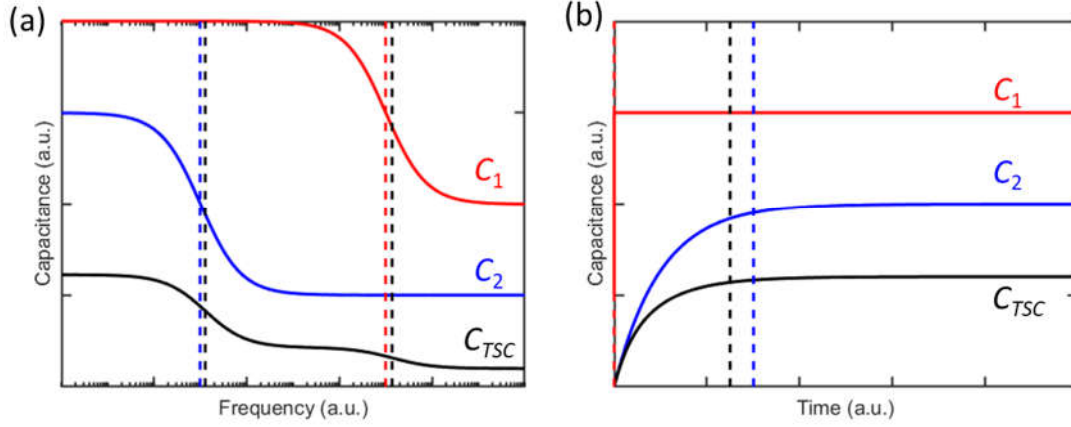 (a)
Capacitance (a.u.)
C1
C2
CTSC
Frequency (a.u.)
(b)
Capacitance (a.u.)
C1
C2
CTSC
Time (a.u.)